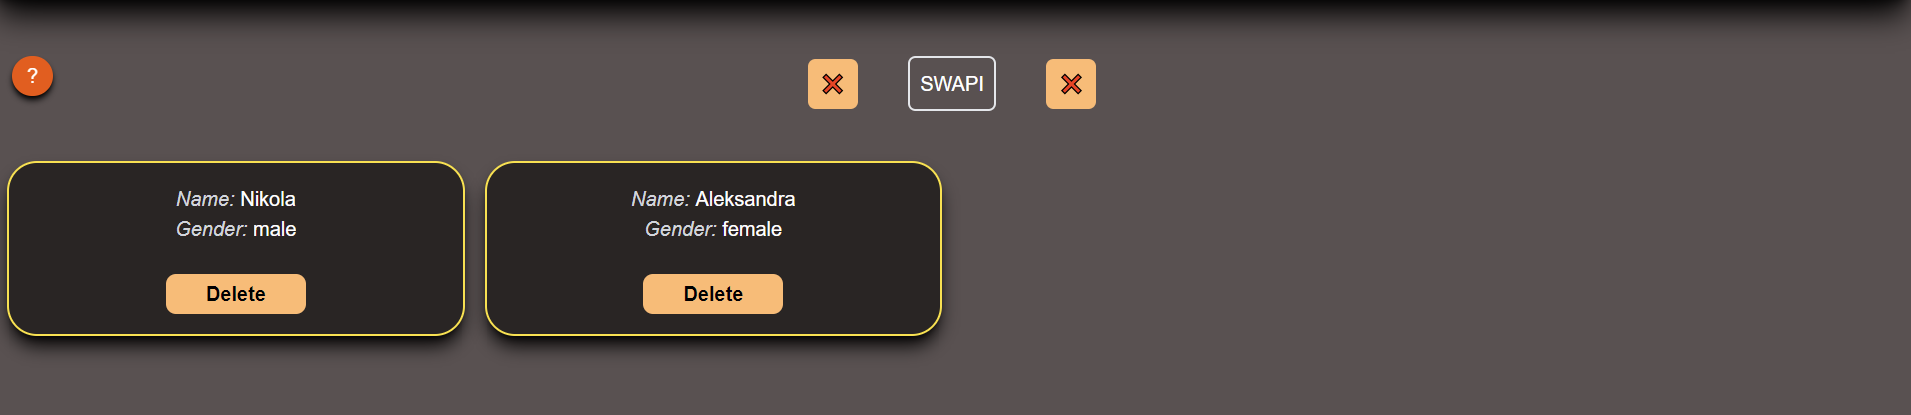 ?
SWAPI
Name: Nikola
Gender: male
Delete
Name: Aleksandra
Gender: female
Delete